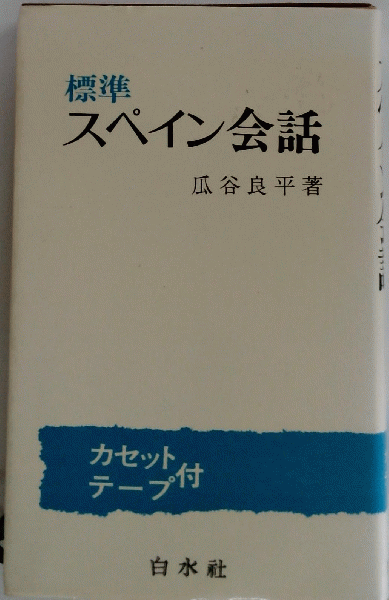 標準
スペイン会話
瓜谷良平著
カセット
テープ付
白水社